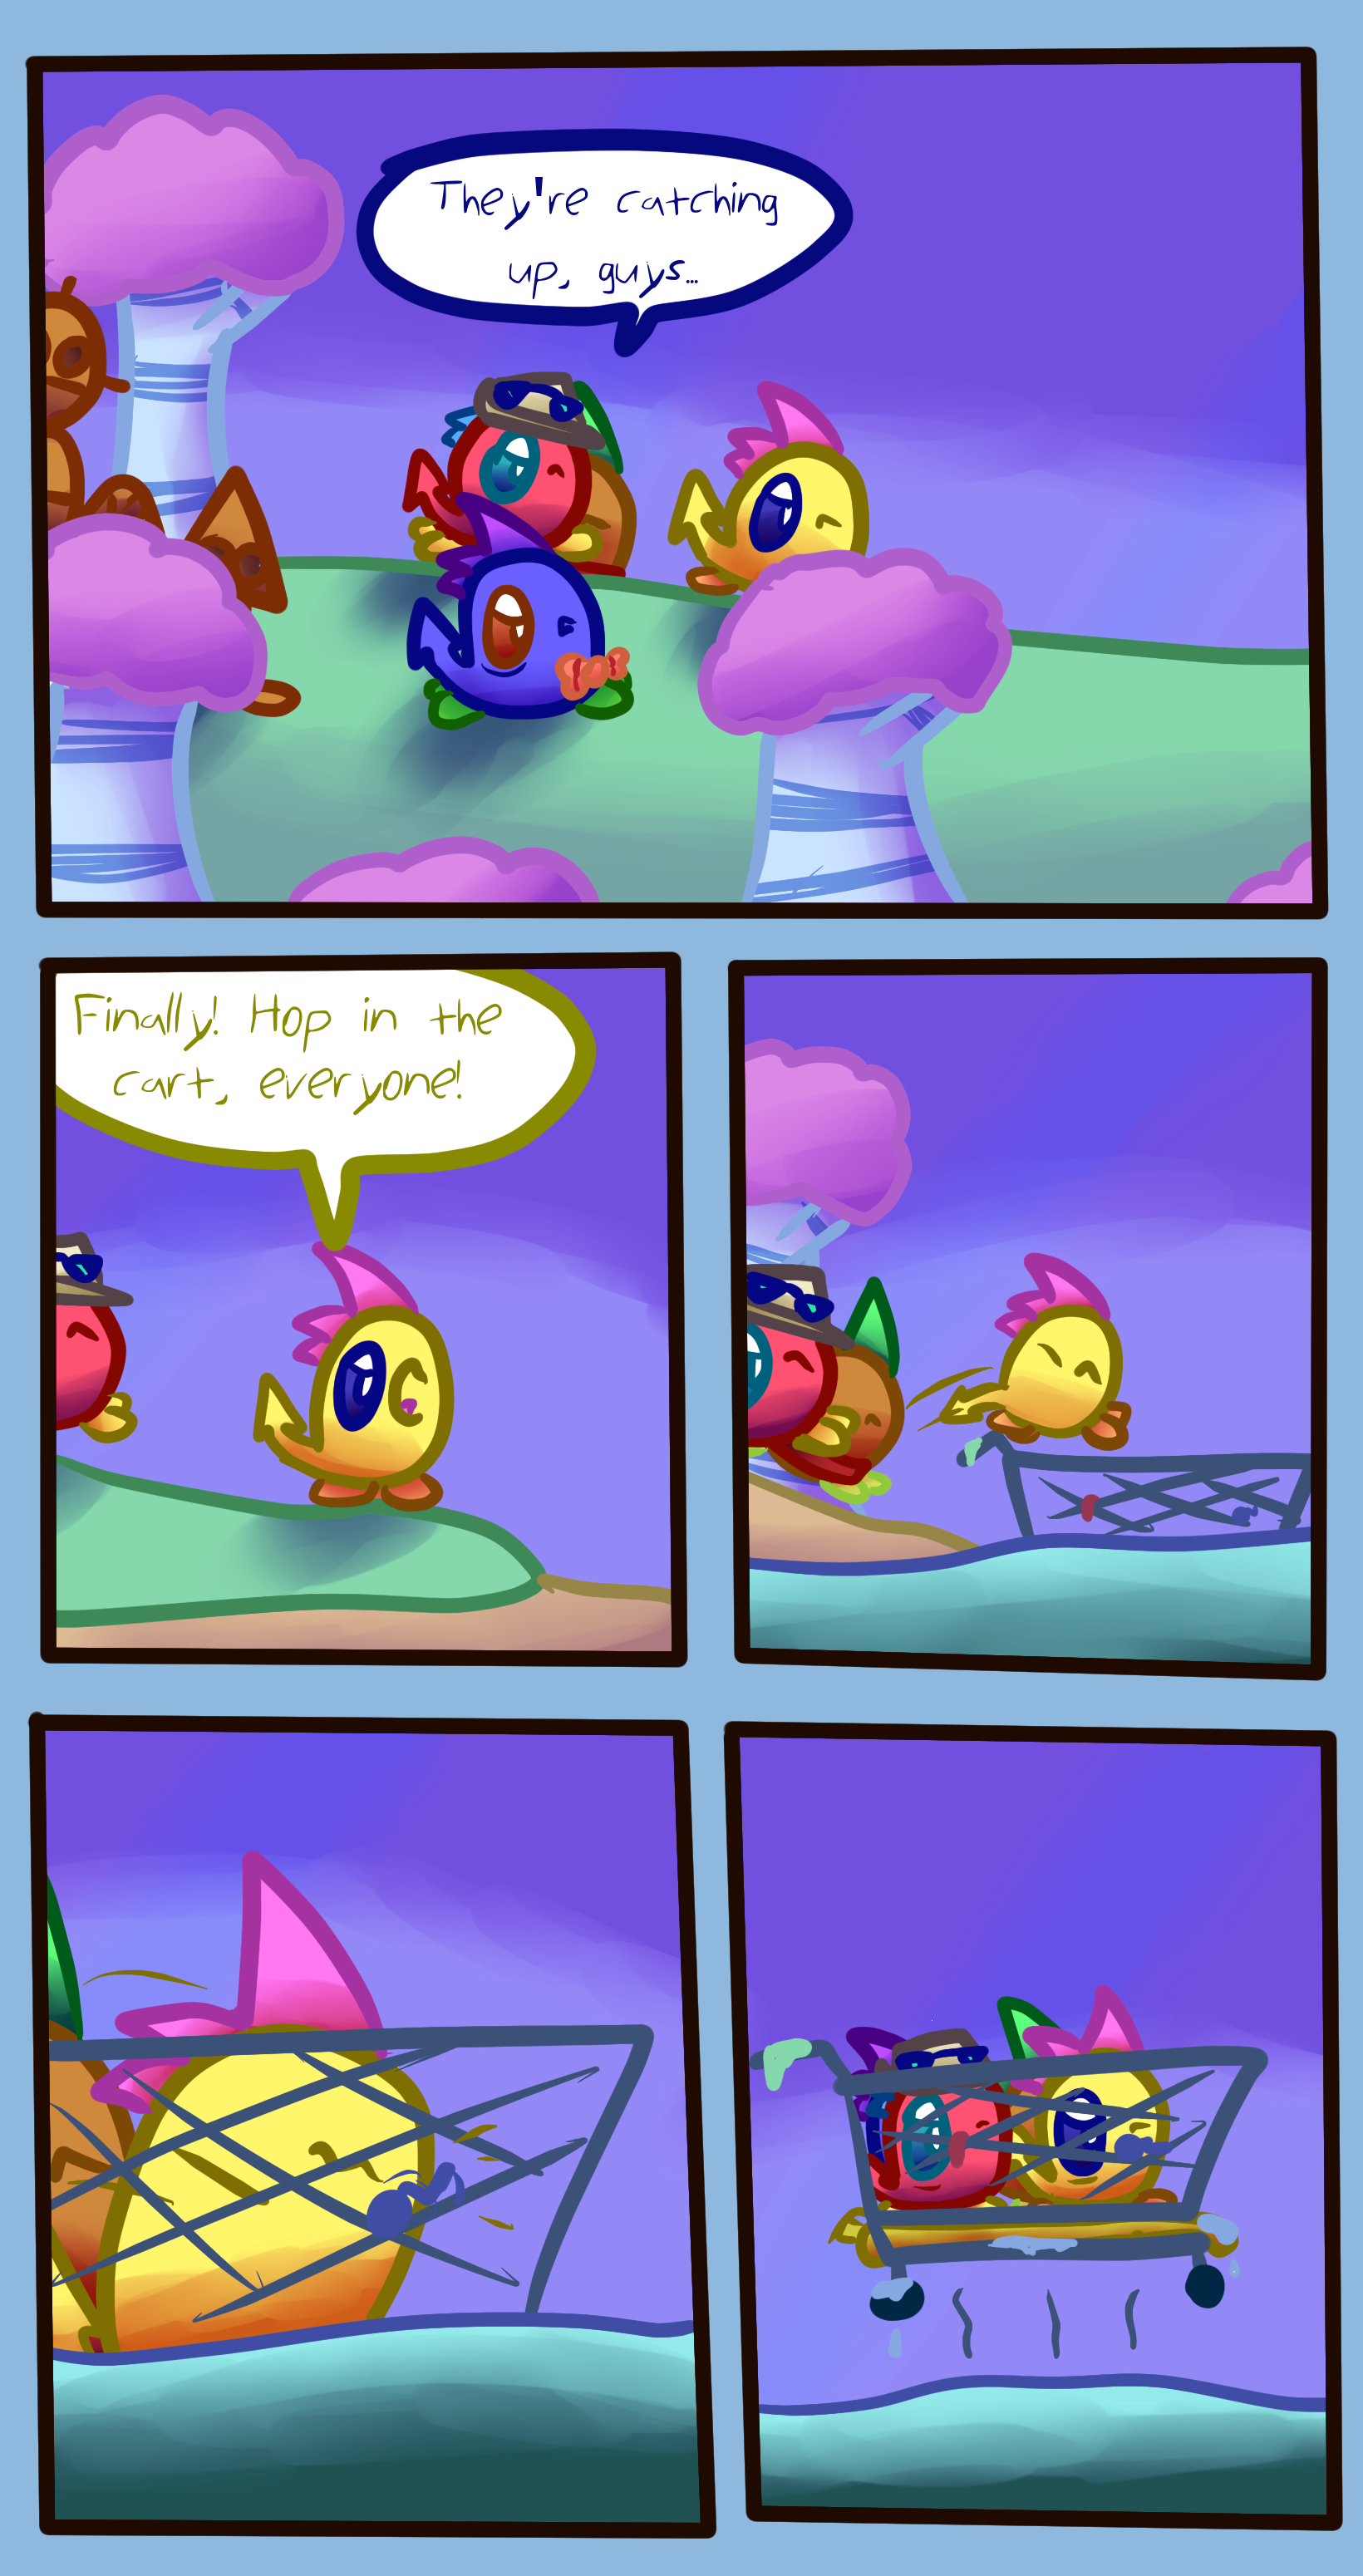 They're catching
up, guys...
Finally! Hop in the
cart, everyone!